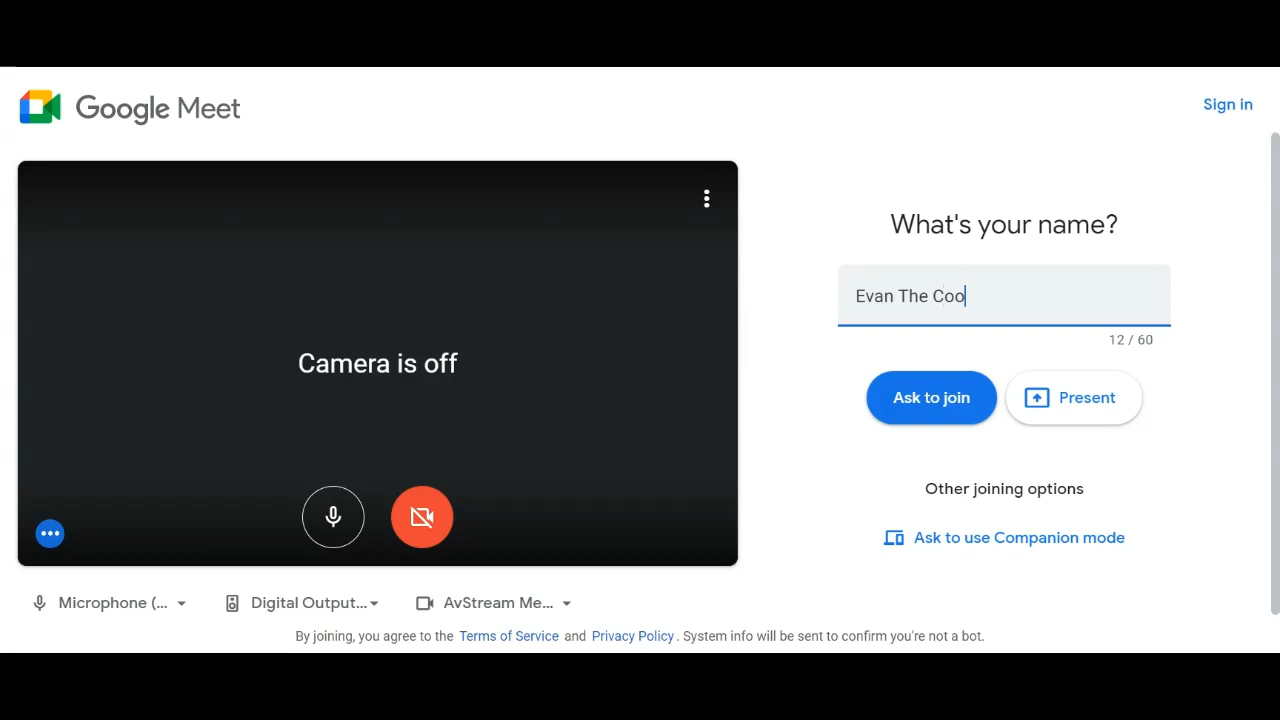 Google Meet
Sign in
Camera is off
What's your name?
Evan The Coo
12 / 60
Ask to join
Present
Other joining options
Ask to use Companion mode
Microphone (...
Digital Output...
AvStream Me...
By joining, you agree to the Terms of Service and Privacy Policy. System info will be sent to confirm you're not a bot.